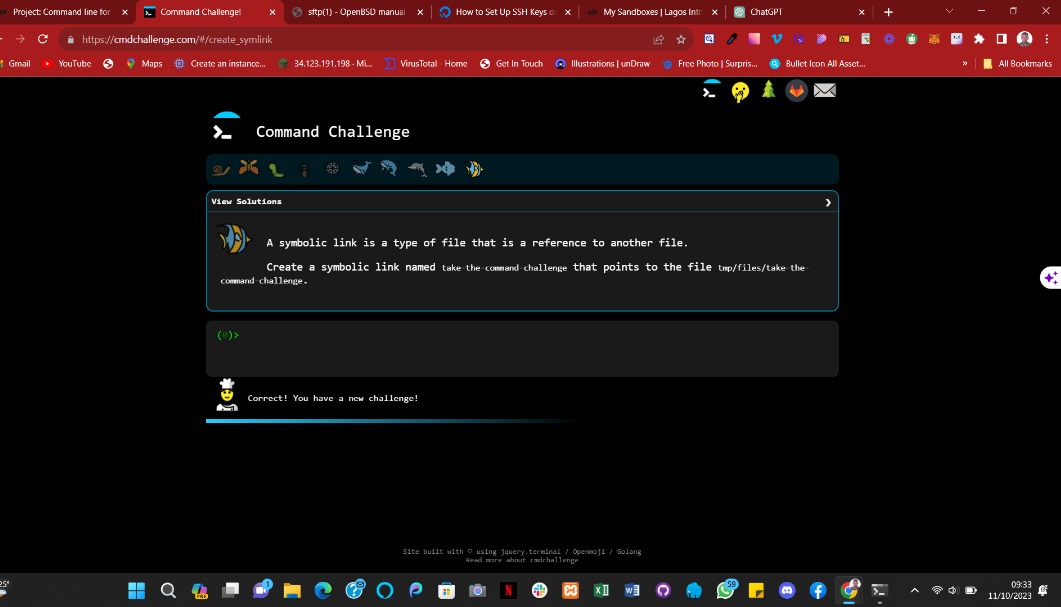 Project: Command line for
Command Challenge!
sftp(1) - OpenBSD manual
How to Set Up SSH Keys o
My Sandboxes | Lagos Intr
ChatGPT
https://cmdchallenge.com/#/create_symlink
Gmail
YouTube
Maps
Create an instance...
34.123.191.198 - Mi...
VirusTotal - Home
Get In Touch
Illustrations | unDraw
Free Photo | Surpris...
Bullet Icon All Asset...
»
All Bookmarks
Command Challenge
View Solutions
A symbolic link is a type of file that is a reference to another file.
Create a symbolic link named take-the-command-challenge that points to the file tmp/files/take-the-
command-challenge.
(0)>
Correct! You have a new challenge!
Site built with ♡ using jquery.terminal / Openmoji / Golang
Read more about cmdchallenge
25°
PRE
1
59
09:33
11/10/2023